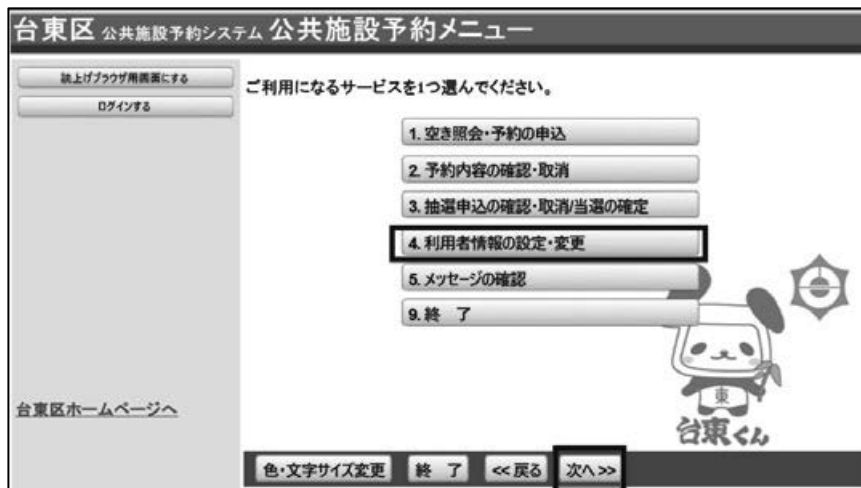 台東区 公共施設予約システム 公共施設予約メニュー
読上げブラウザ用画面にする
ログインする
ご利用になるサービスを1つ選んでください。
1. 空き照会・予約の申込
2. 予約内容の確認・取消
3. 抽選申込の確認・取消/当選の確定
4. 利用者情報の設定・変更
5. メッセージの確認
9. 終 了
東
台東くん
台東区ホームページへ
色・文字サイズ変更 終 了 <<戻る 次へ>>